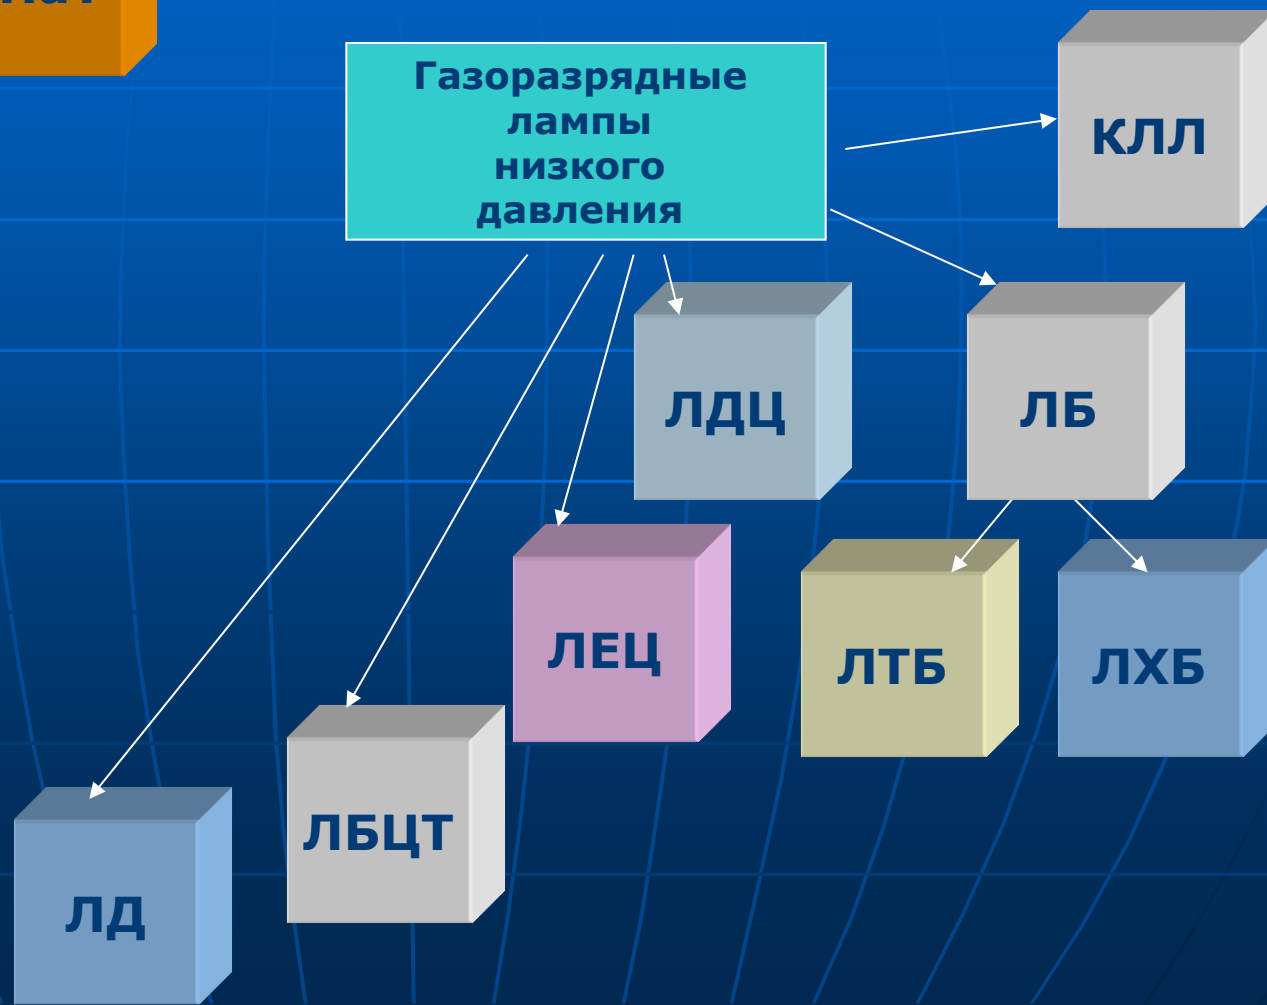 Газоразрядные
лампы
низкого
давления
КЛЛ
ЛДЦ
ЛБ
ЛЕЦ
ЛТБ
ЛХБ
ЛБЦТ
ЛД